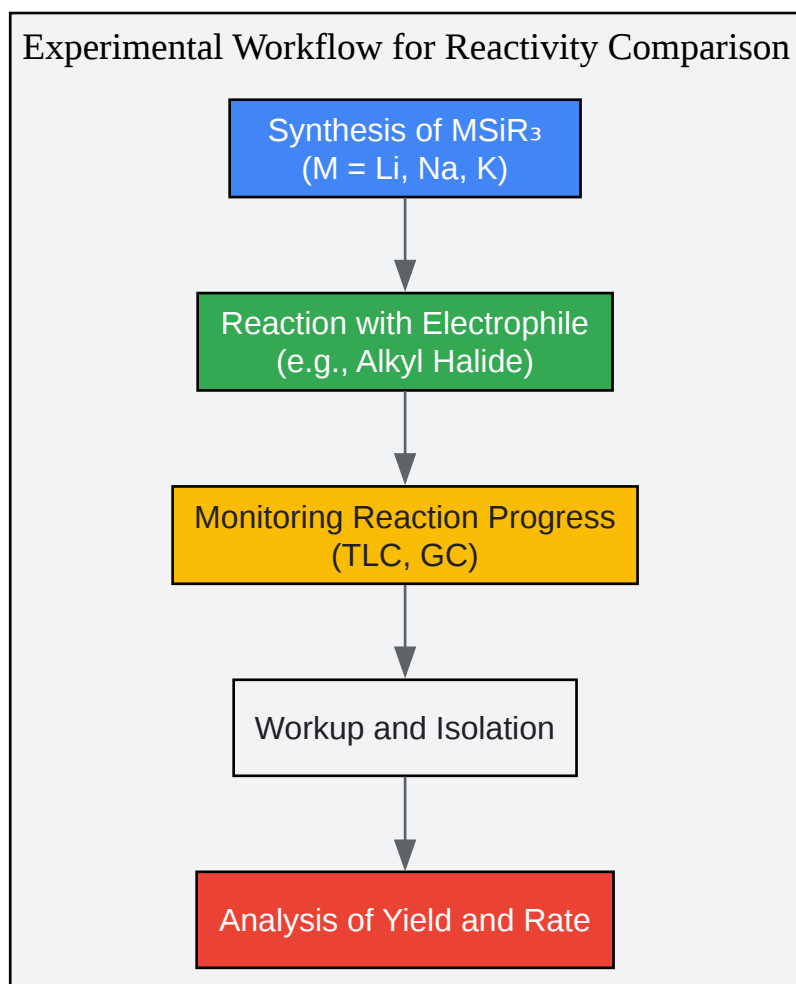 Experimental Workflow for Reactivity Comparison
Synthesis of MSiR₃
(M = Li, Na, K)
Reaction with Electrophile
(e.g., Alkyl Halide)
Monitoring Reaction Progress
(TLC, GC)
Workup and Isolation
Analysis of Yield and Rate